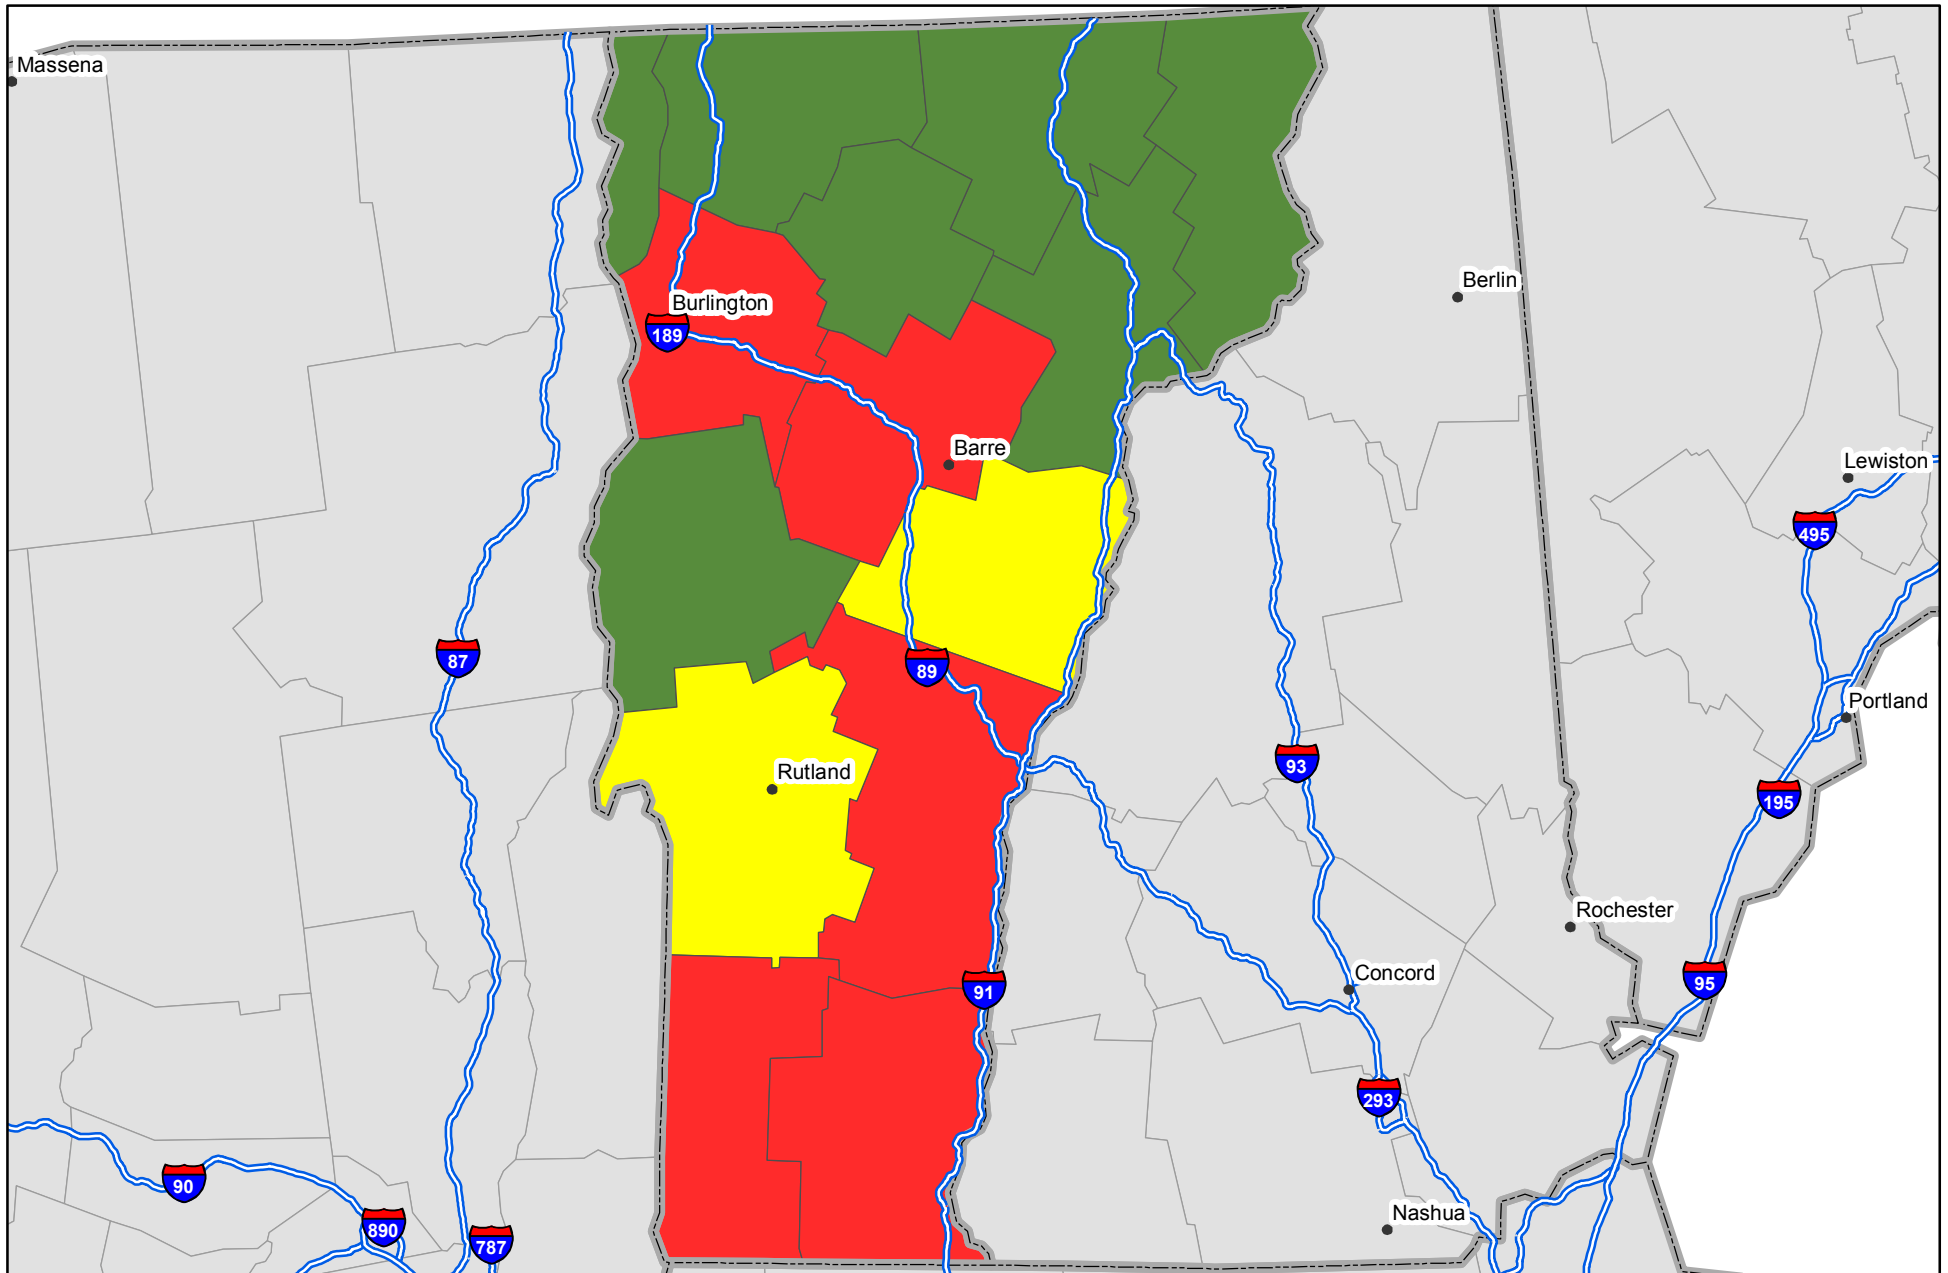 Massena
Berlin
Burlington
189
Barre
Lewiston
495
87
89
Portland
Rutland
93
195
Rochester
Concord
91
95
293
90
Nashua
890
787